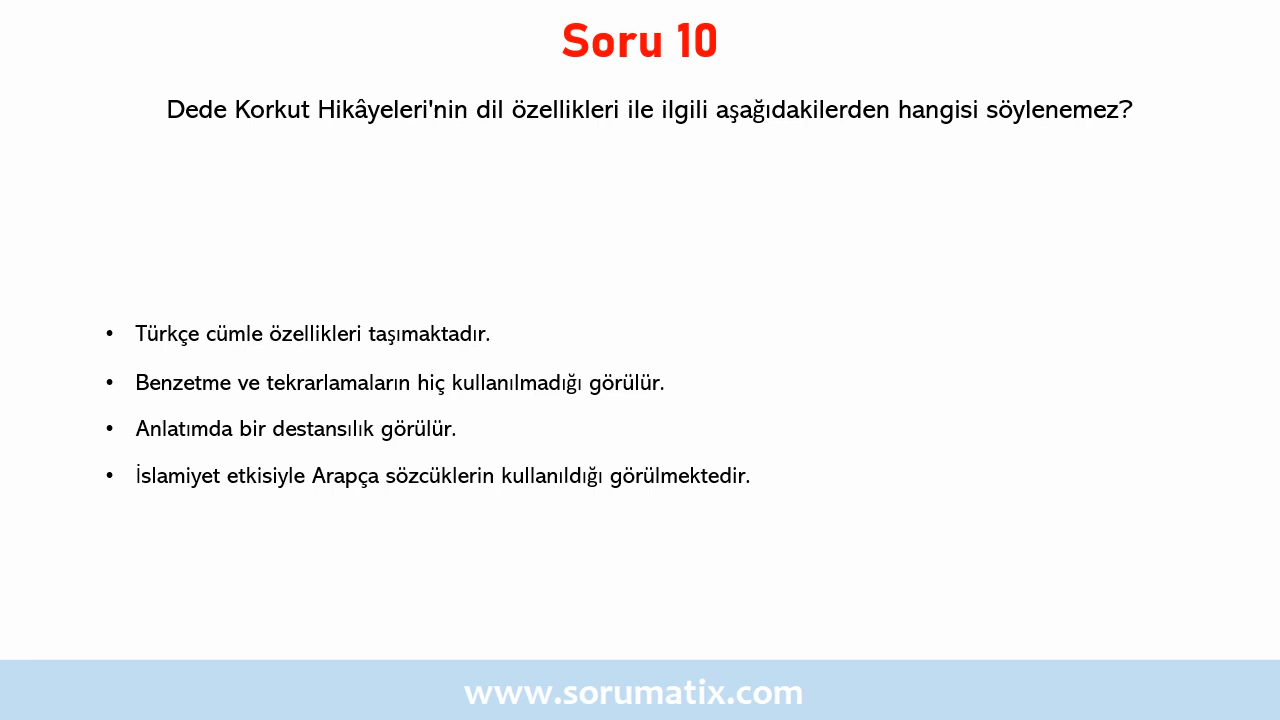 Soru 10
Dede Korkut Hikâyeleri'nin dil özellikleri ile ilgili aşağıdakilerden hangisi söylenemez?
• Türkçe cümle özellikleri taşımaktadır.
• Benzetme ve tekrarlamaların hiç kullanılmadığı görülür.
• Anlatımda bir destansılık görülür.
• İslamiyet etkisiyle Arapça sözcüklerin kullanıldığı görülmektedir.
www.sorumatix.com